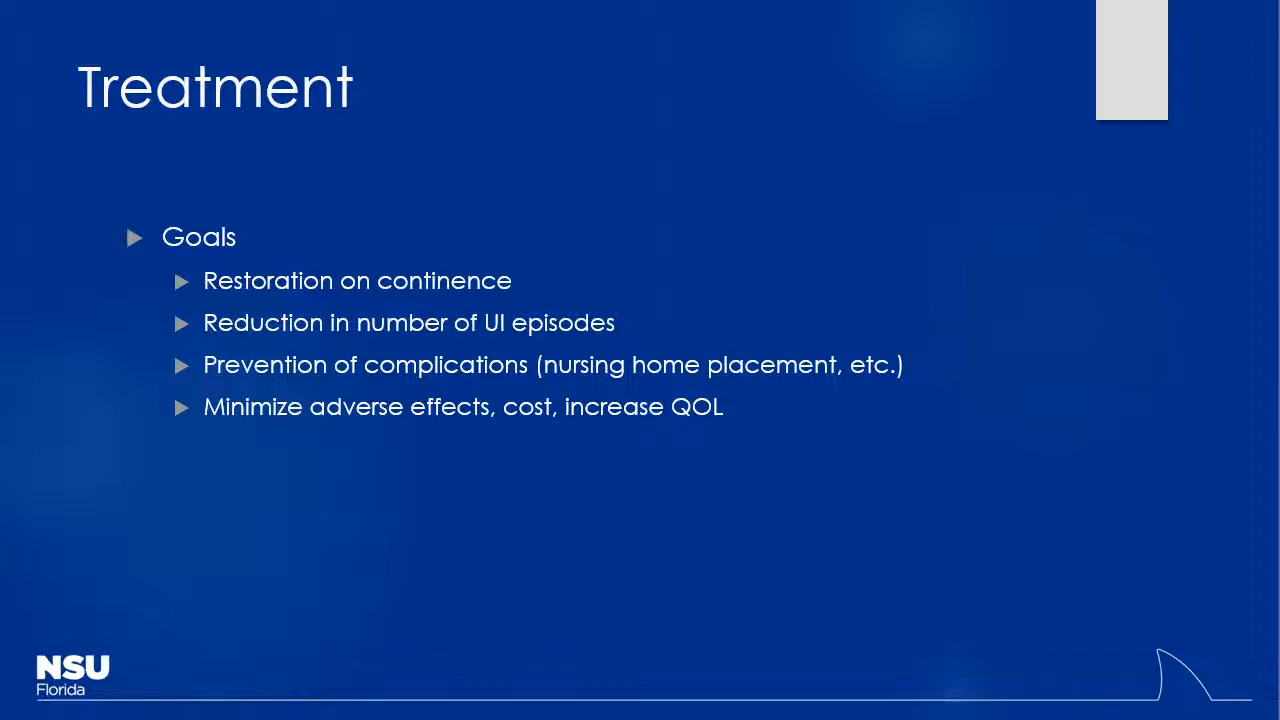 Treatment
Goals
Restoration on continence
Reduction in number of UI episodes
Prevention of complications (nursing home placement, etc.)
Minimize adverse effects, cost, increase QOL
NSU
Florida